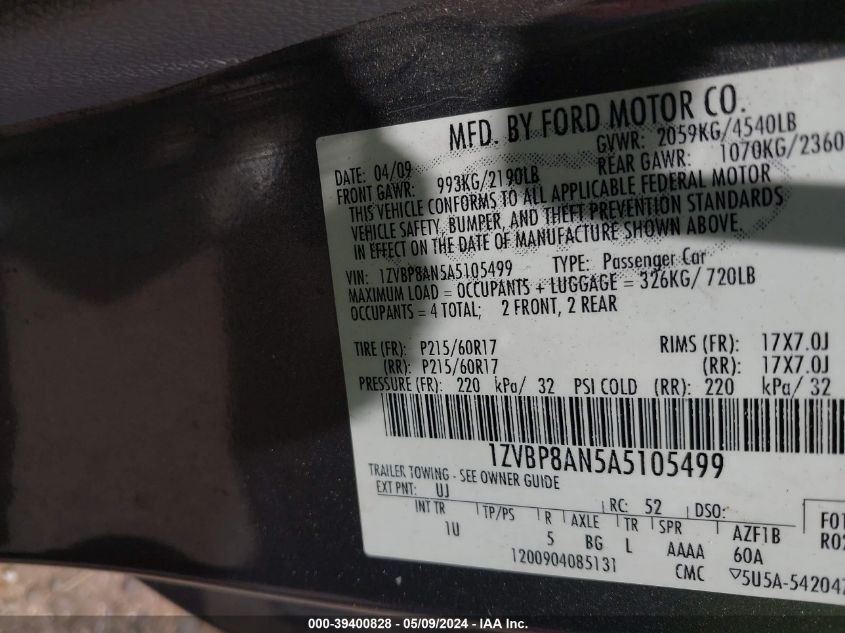 MFD. BY FORD MOTOR CO.
DATE: 04/09 GVWR: 2059KG/4540LB
FRONT GAWR: 993KG/2190LB REAR GAWR: 1070KG/2360
THIS VEHICLE CONFORMS TO ALL APPLICABLE FEDERAL MOTOR
VEHICLE SAFETY, BUMPER, AND THEFT PREVENTION STANDARDS
IN EFFECT ON THE DATE OF MANUFACTURE SHOWN ABOVE.
VIN: 1ZVBP8AN5A5105499 TYPE: Passenger Car
MAXIMUM LOAD = OCCUPANTS + LUGGAGE = 326KG/ 720LB
OCCUPANTS = 4 TOTAL; 2 FRONT, 2 REAR
TIRE (FR): P215/60R17 RIMS (FR): 17X7.0J
(RR): P215/60R17 (RR): 17X7.0J
PRESSURE (FR): 220 kPa/ 32 PSI COLD (RR): 220 kPa/ 32
1ZVBP8AN5A5105499
TRAILER TOWING - SEE OWNER GUIDE
EXT PNT: UJ RC: 52 DSO:
INT TR TP/PS R AXLE TR SPR AZF1B F01
1U 5 BG L AAAA 60A R02
1200904085131 CMC ▽5U5A-54204
000-39400828 - 05/09/2024 - IAA Inc.